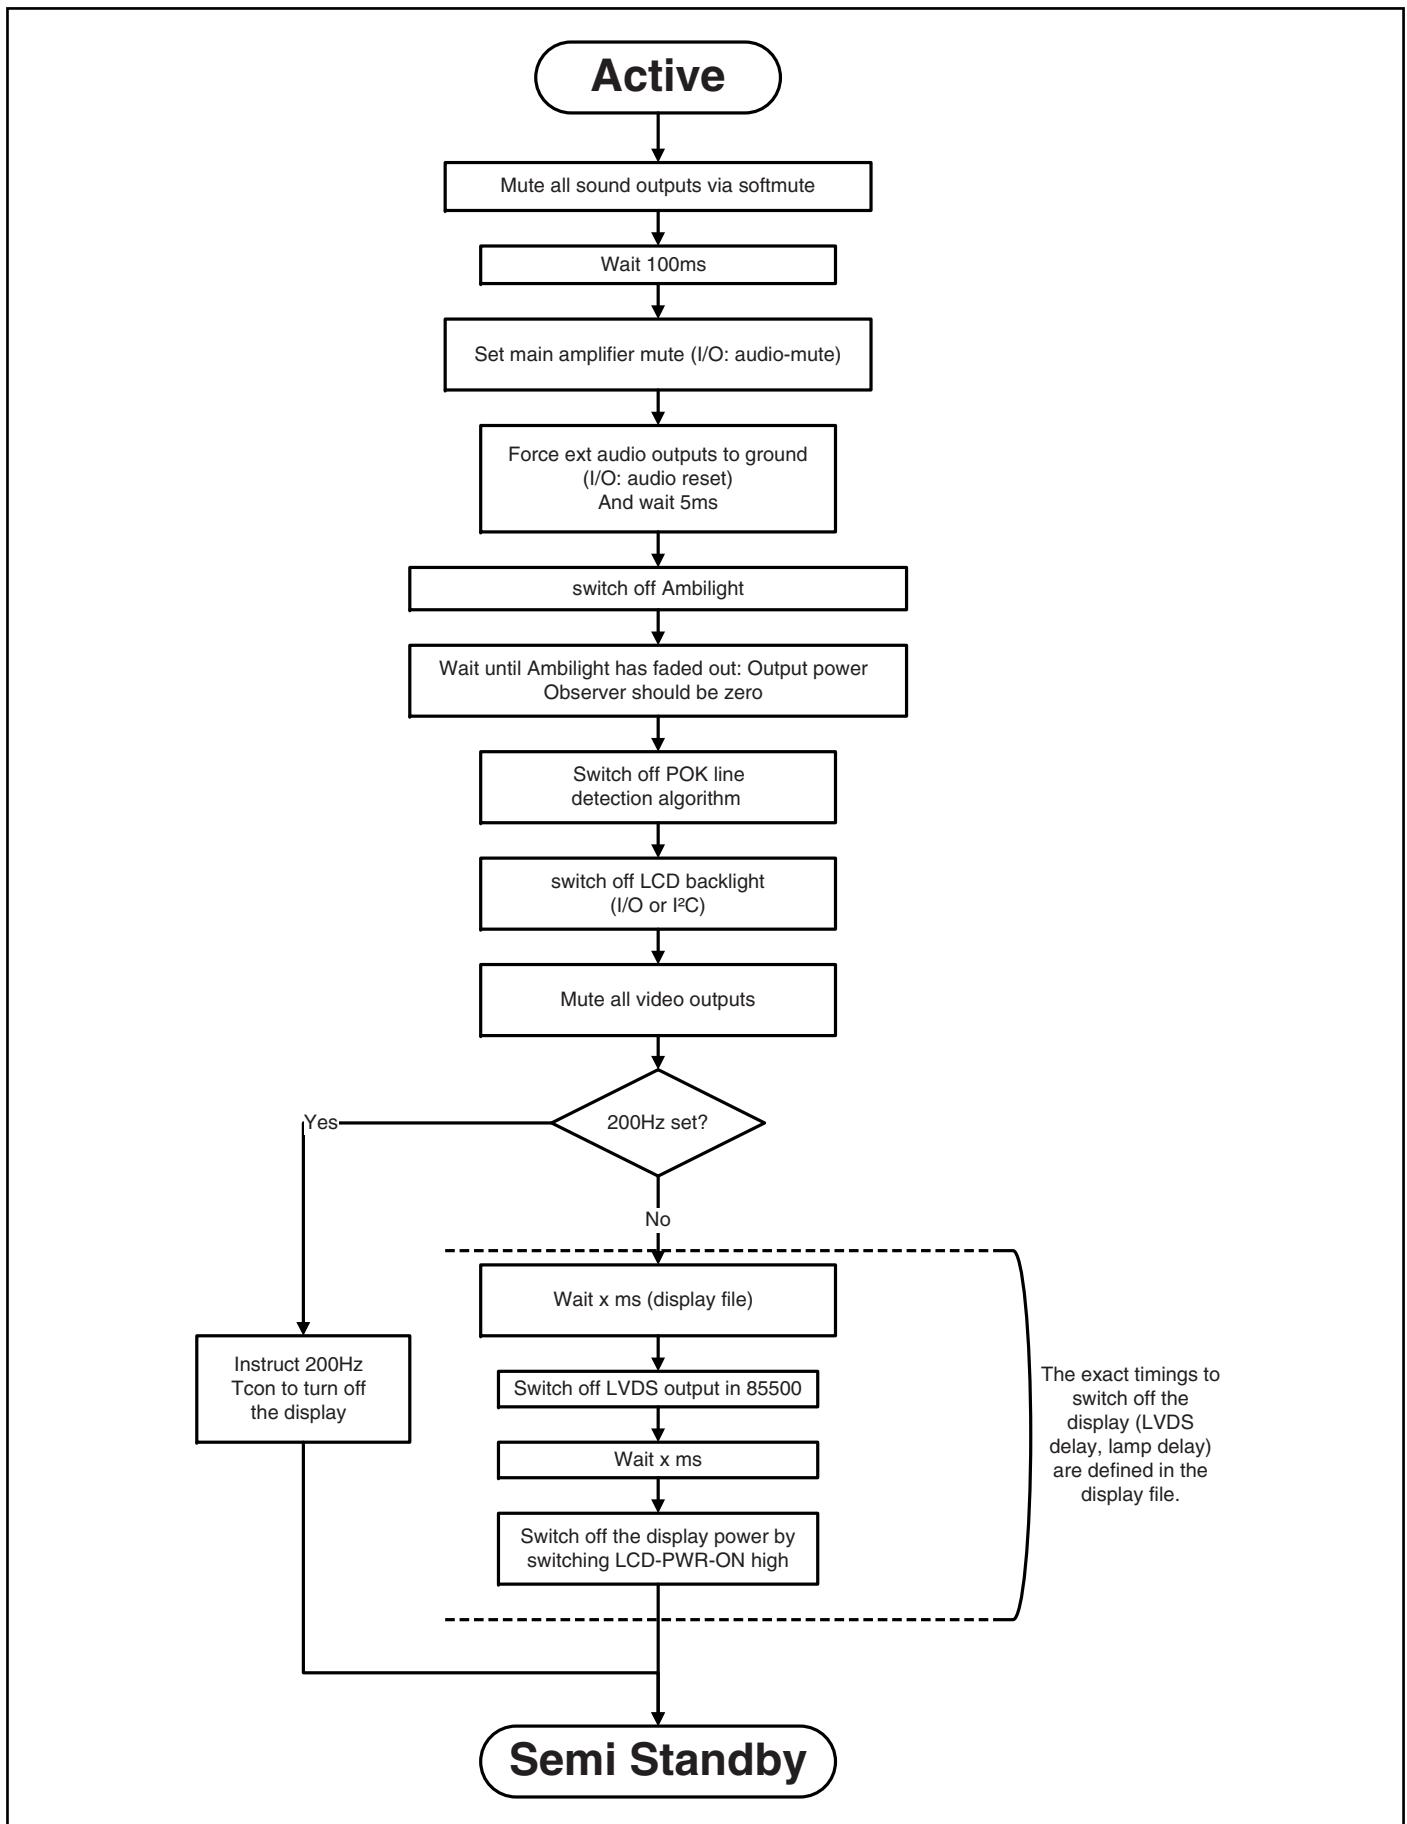 Active
Mute all sound outputs via softmute
Wait 100ms
Set main amplifier mute (I/O: audio-mute)
Force ext audio outputs to ground
(I/O: audio reset)
And wait 5ms
switch off Ambilight
Wait until Ambilight has faded out: Output power
Observer should be zero
Switch off POK line
detection algorithm
switch off LCD backlight
(I/O or I²C)
Mute all video outputs
200Hz set?
Yes
No
Wait x ms (display file)
Instruct 200Hz
Tcon to turn off
the display
Switch off LVDS output in 85500
Wait x ms
Switch off the display power by
switching LCD-PWR-ON high
The exact timings to
switch off the
display (LVDS
delay, lamp delay)
are defined in the
display file.
Semi Standby